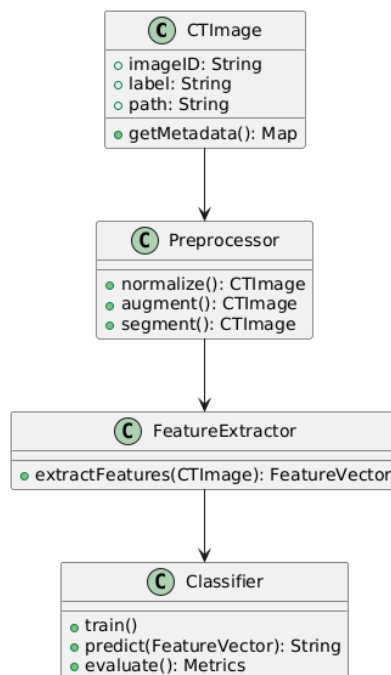 C CTImage
imageID: String
label: String
path: String
getMetadata(): Map
C Preprocessor
normalize(): CTImage
augment(): CTImage
segment(): CTImage
C FeatureExtractor
extractFeatures(CTImage): FeatureVector
C Classifier
train()
predict(FeatureVector): String
evaluate(): Metrics